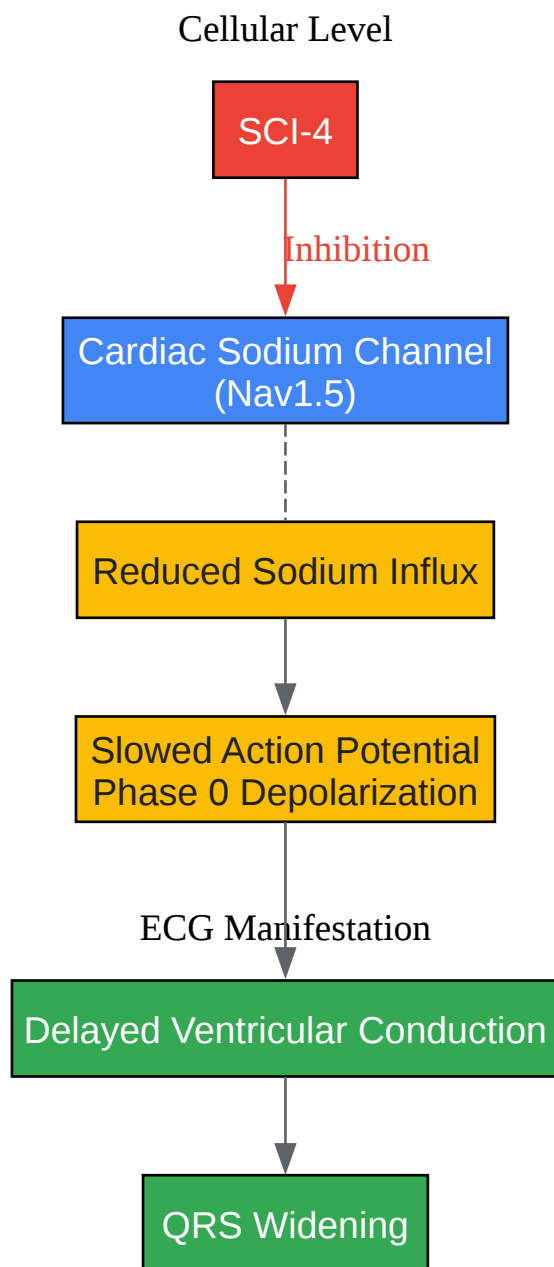 Cellular Level
SCI-4
Inhibition
Cardiac Sodium Channel
(Nav1.5)
Reduced Sodium Influx
Slowed Action Potential
Phase 0 Depolarization
ECG Manifestation
Delayed Ventricular Conduction
QRS Widening